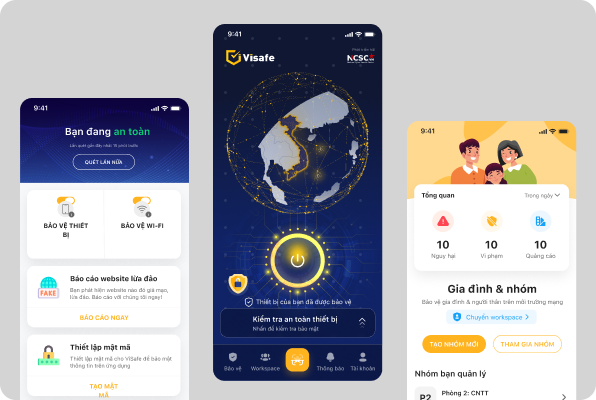 9:41
Bạn đang an toàn
Lần quét gần đây nhất 15 phút trước
QUÉT LẦN NỮA
BẢO VỆ THIẾT
BỊ
BẢO VỆ WI-FI
FAKE
Báo cáo website lừa đảo
Bạn phát hiện website nào đó giả mạo,
lừa đảo. Báo cáo với chúng tôi ngay!
BÁO CÁO NGAY
Thiết lập mật mã
Thiết lập mật mã cho ViSafe để bảo mật
thông tin trên ứng dụng
TẠO MẬT
MÃ
9:41
Visafe
NCSC
Thiết bị của bạn đã được bảo vệ
Kiểm tra an toàn thiết bị
Nhấn để kiểm tra bảo mật
Bảo vệ
Workspace
Thông báo
Tài khoản
9:41
Tổng quan
Trong ngày
10
Nguy hại
10
Vi phạm
10
Quảng cáo
Gia đình & nhóm
Bảo vệ gia đình & người thân trên môi trường mạng
Chuyển workspace
TẠO NHÓM MỚI
THAM GIA NHÓM
Nhóm bạn quản lý
P2
Phòng 2: CNTT